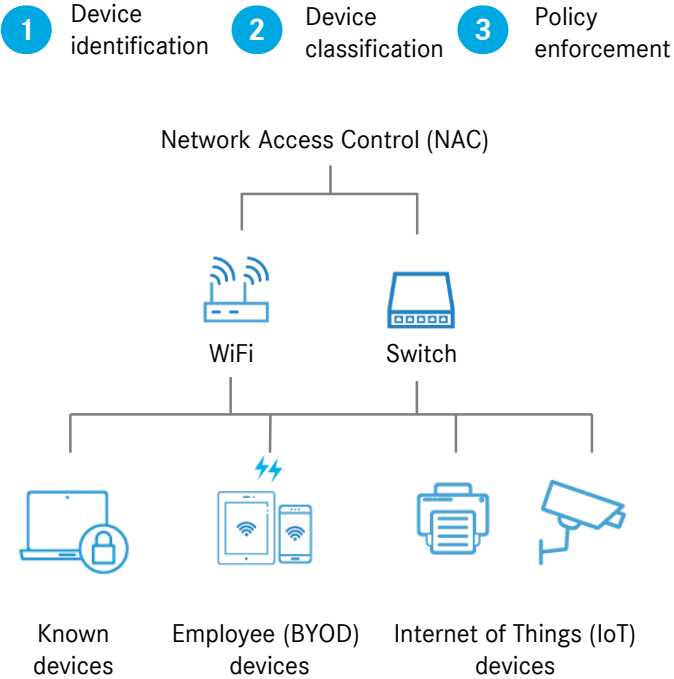 1
Device
identification
2
Device
classification
3
Policy
enforcement
Network Access Control (NAC)
WiFi
Switch
Known
devices
Employee (BYOD)
devices
Internet of Things (IoT)
devices